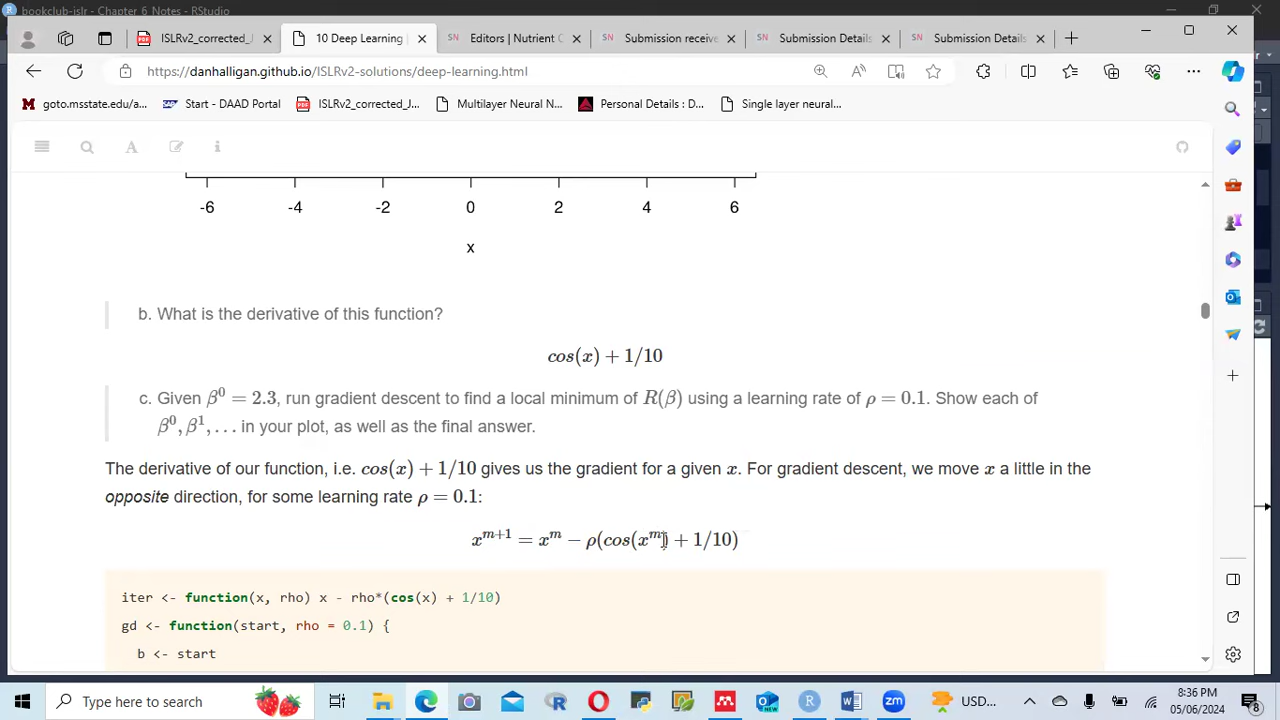 bookclub-islr - Chapter 6 Notes - RStudio
ISLRv2_corrected_J
10 Deep Learning |
Editors | Nutrient C
Submission receive
Submission Details
Submission Details
https://danhalligan.github.io/ISLRv2-solutions/deep-learning.html
goto.msstate.edu/a...
Start - DAAD Portal
ISLRv2_corrected_J...
Multilayer Neural N...
Personal Details : D...
Single layer neural...
-6 -4 -2 0 2 4 6
x
b. What is the derivative of this function?
cos(x) + 1/10
c. Given β⁰ = 2.3, run gradient descent to find a local minimum of R(β) using a learning rate of ρ = 0.1. Show each of
β⁰, β¹, … in your plot, as well as the final answer.
The derivative of our function, i.e. cos(x) + 1/10 gives us the gradient for a given x. For gradient descent, we move x a little in the
opposite direction, for some learning rate ρ = 0.1:
xᵐ⁺¹ = xᵐ − ρ(cos(xᵐ) + 1/10)
iter <- function(x, rho) x - rho*(cos(x) + 1/10)
gd <- function(start, rho = 0.1) {
b <- start
Type here to search
USD...
8:36 PM
05/06/2024
8